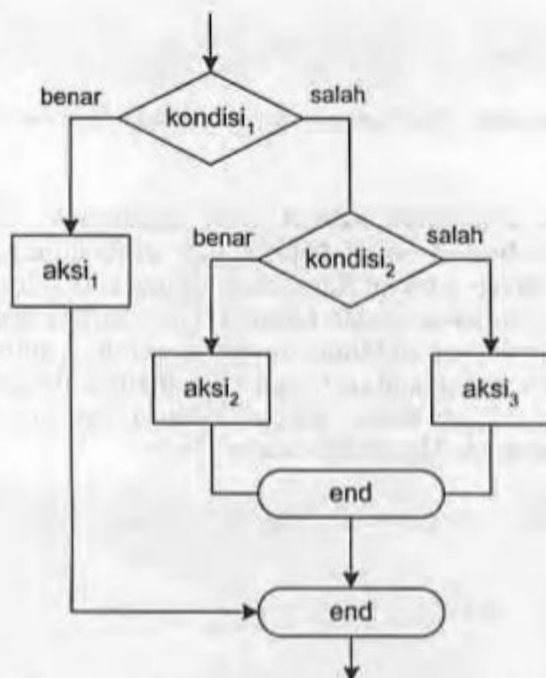 benar
salah
kondisi₁
benar
salah
kondisi₂
aksi₁
aksi₂
aksi₃
end
end